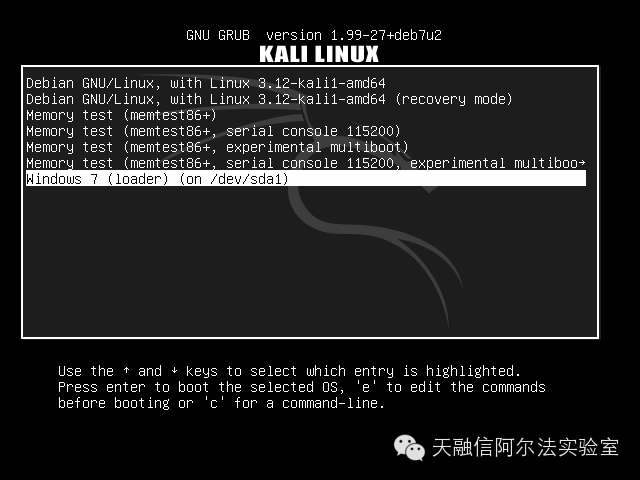 GNU GRUB  version 1.99-27+deb7u2
KALI LINUX
Debian GNU/Linux, with Linux 3.12-kali1-amd64
Debian GNU/Linux, with Linux 3.12-kali1-amd64 (recovery mode)
Memory test (memtest86+)
Memory test (memtest86+, serial console 115200)
Memory test (memtest86+, experimental multiboot)
Memory test (memtest86+, serial console 115200, experimental multiboo→
Windows 7 (loader) (on /dev/sda1)
Use the ↑ and ↓ keys to select which entry is highlighted.
Press enter to boot the selected OS, 'e' to edit the commands
before booting or 'c' for a command-line.
天融信阿尔法实验室